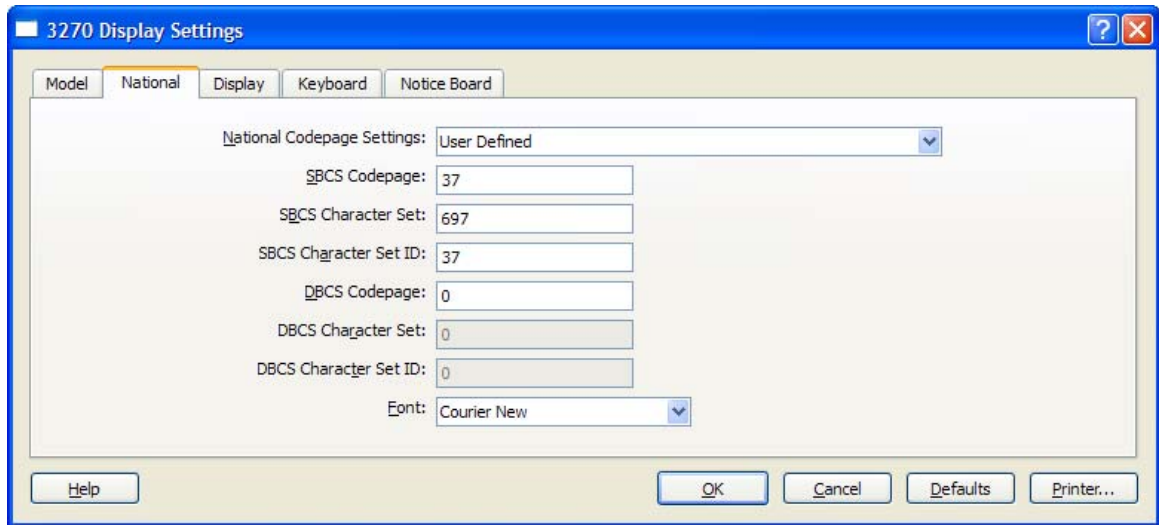 3270 Display Settings
Model National Display Keyboard Notice Board
National Codepage Settings: User Defined
SBCS Codepage: 37
SBCS Character Set: 697
SBCS Character Set ID: 37
DBCS Codepage: 0
DBCS Character Set: 0
DBCS Character Set ID: 0
Font: Courier New
Help OK Cancel Defaults Printer...